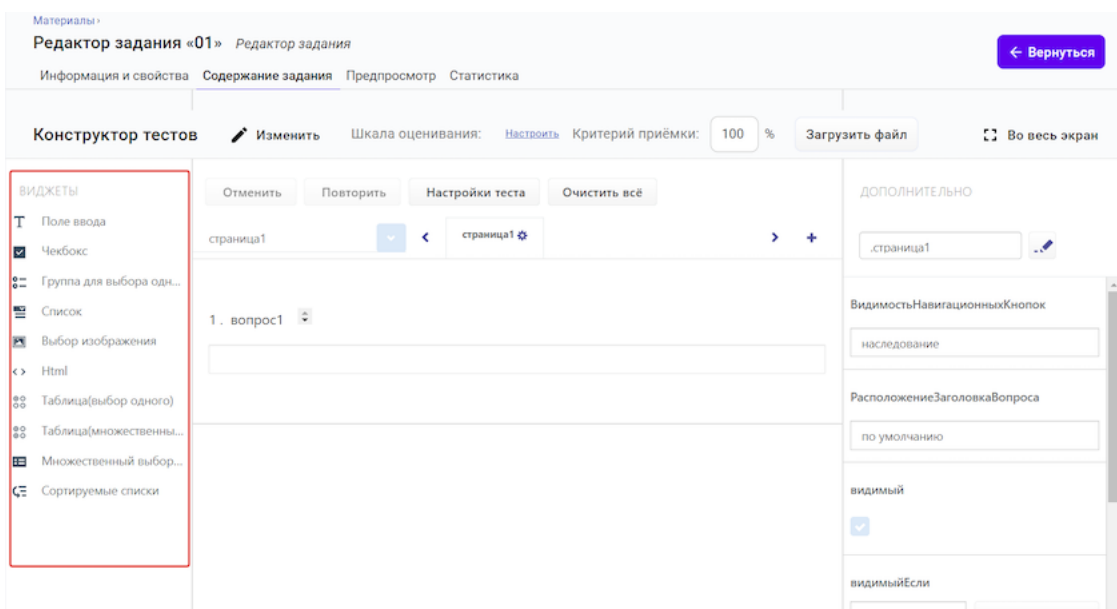 Материалы ›
Редактор задания «01» Редактор задания
← Вернуться
Информация и свойства Содержание задания Предпросмотр Статистика
Конструктор тестов Изменить Шкала оценивания: Настроить Критерий приёмки: 100 % Загрузить файл Во весь экран
ВИДЖЕТЫ
Поле ввода
Чекбокс
Группа для выбора одн...
Список
Выбор изображения
Html
Таблица(выбор одного)
Таблица(множественны...
Множественный выбор...
Сортируемые списки
Отменить Повторить Настройки теста Очистить всё
страница1 страница1
1. вопрос1
ДОПОЛНИТЕЛЬНО
.страница1
ВидимостьНавигационныхКнопок
наследование
РасположениеЗаголовкаВопроса
по умолчанию
видимый
видимыйЕсли